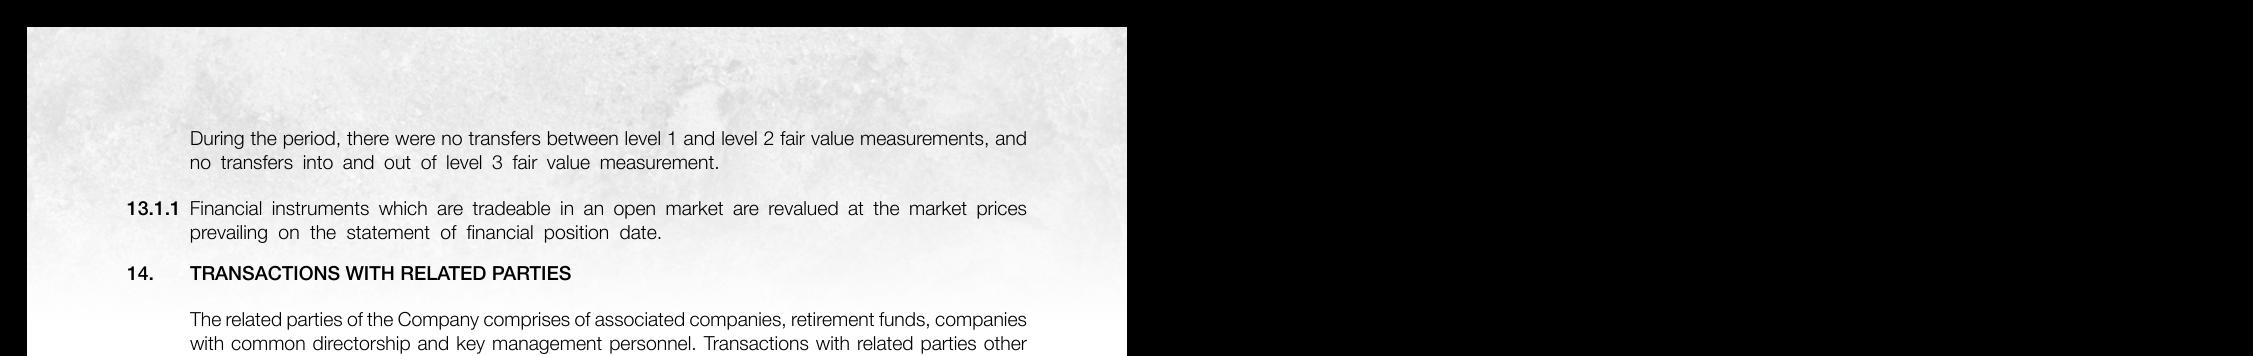 During the period, there were no transfers between level 1 and level 2 fair value measurements, and
no transfers into and out of level 3 fair value measurement.
13.1.1 Financial instruments which are tradeable in an open market are revalued at the market prices
prevailing on the statement of financial position date.
14. TRANSACTIONS WITH RELATED PARTIES
The related parties of the Company comprises of associated companies, retirement funds, companies
with common directorship and key management personnel. Transactions with related parties other